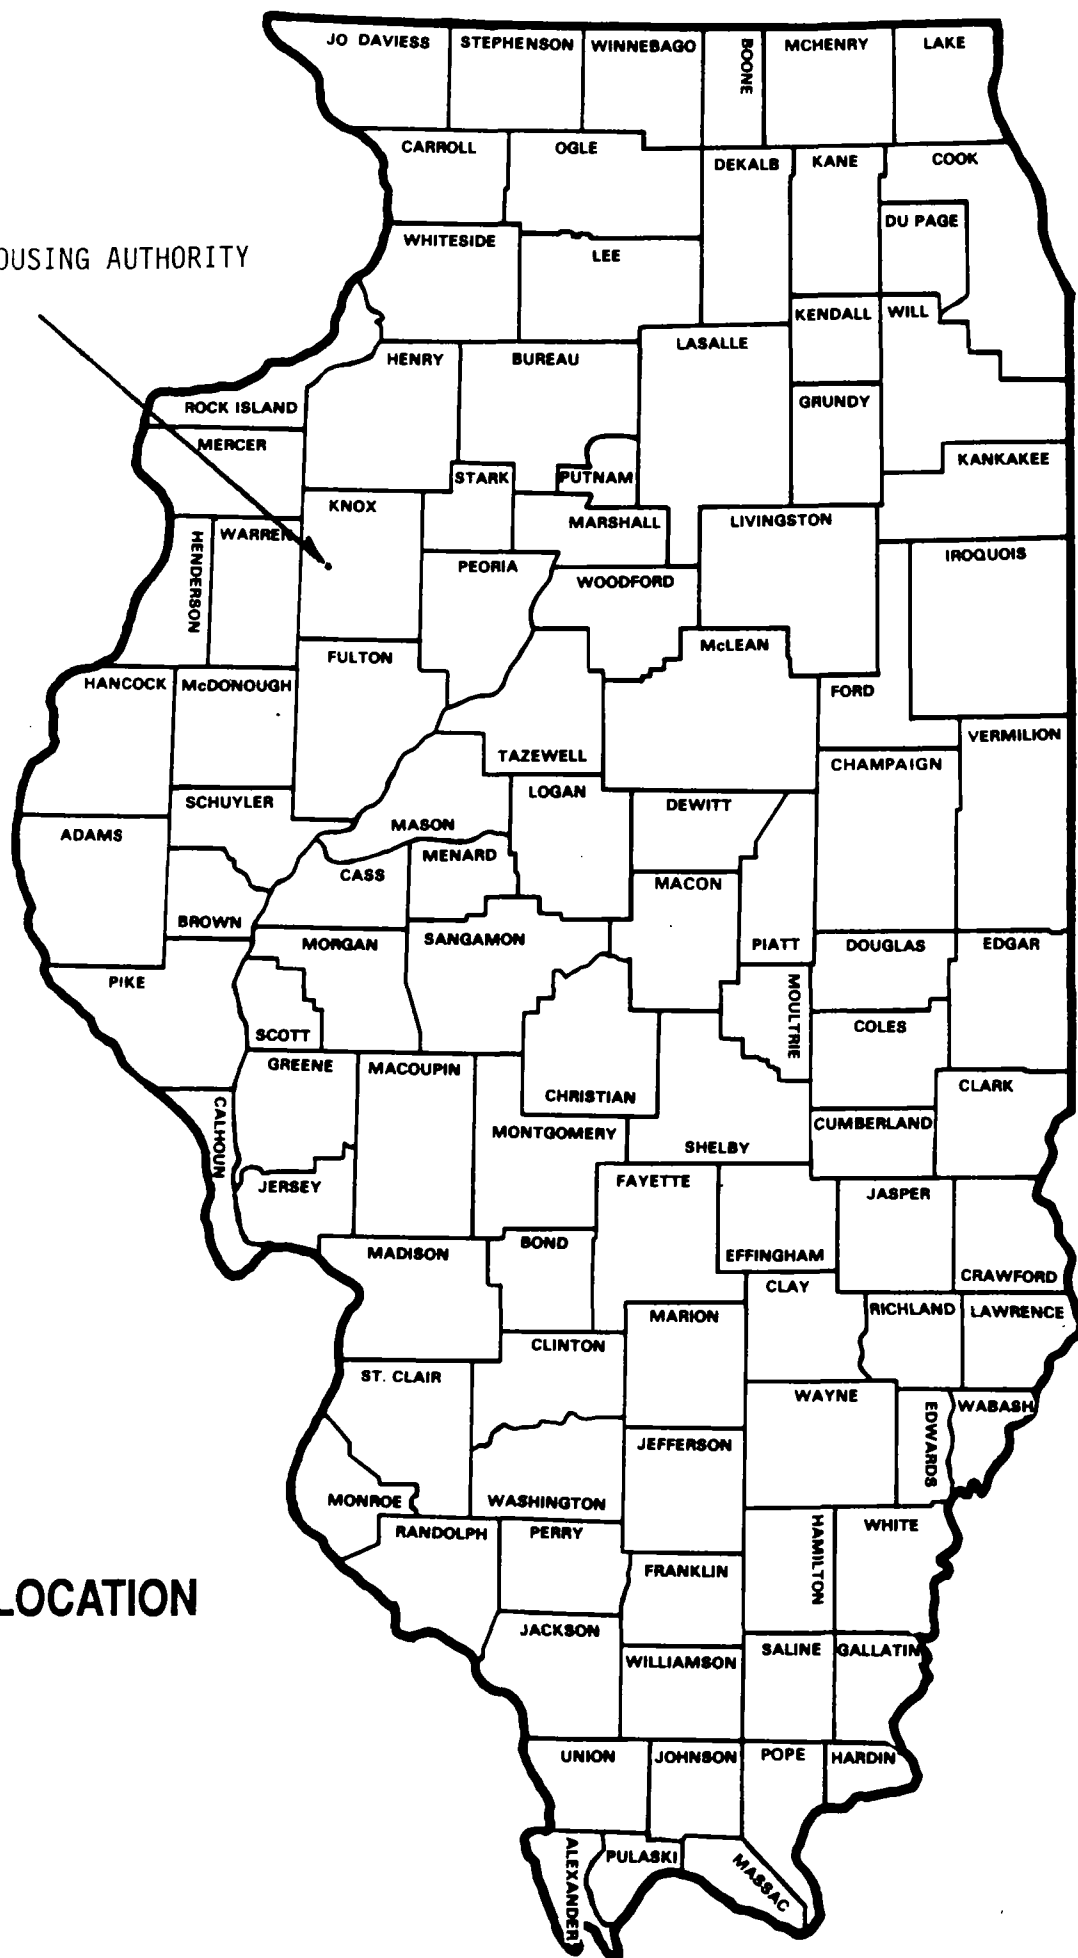 JO DAVIESS
STEPHENSON
WINNEBAGO
BOONE
MCHENRY
LAKE
CARROLL
OGLE
DEKALB
KANE
COOK
DU PAGE
WHITESIDE
LEE
OUSING AUTHORITY
KENDALL
WILL
HENRY
BUREAU
LASALLE
ROCK ISLAND
GRUNDY
MERCER
STARK
PUTNAM
KANKAKEE
KNOX
MARSHALL
LIVINGSTON
HENDERSON
WARREN
PEORIA
WOODFORD
IROQUOIS
FULTON
McLEAN
HANCOCK
McDONOUGH
FORD
TAZEWELL
CHAMPAIGN
VERMILION
LOGAN
DEWITT
SCHUYLER
MASON
ADAMS
CASS
MENARD
MACON
BROWN
MORGAN
SANGAMON
PIATT
DOUGLAS
EDGAR
PIKE
MOULTRIE
SCOTT
COLES
GREENE
MACOUPIN
CHRISTIAN
CLARK
CALHOUN
MONTGOMERY
SHELBY
CUMBERLAND
JERSEY
FAYETTE
JASPER
MADISON
BOND
EFFINGHAM
CRAWFORD
CLAY
MARION
RICHLAND
LAWRENCE
CLINTON
ST. CLAIR
WAYNE
EDWARDS
WABASH
JEFFERSON
MONROE
WASHINGTON
RANDOLPH
PERRY
HAMILTON
WHITE
FRANKLIN
LOCATION
JACKSON
WILLIAMSON
SALINE
GALLATIN
UNION
JOHNSON
POPE
HARDIN
ALEXANDER
PULASKI
MASSAC